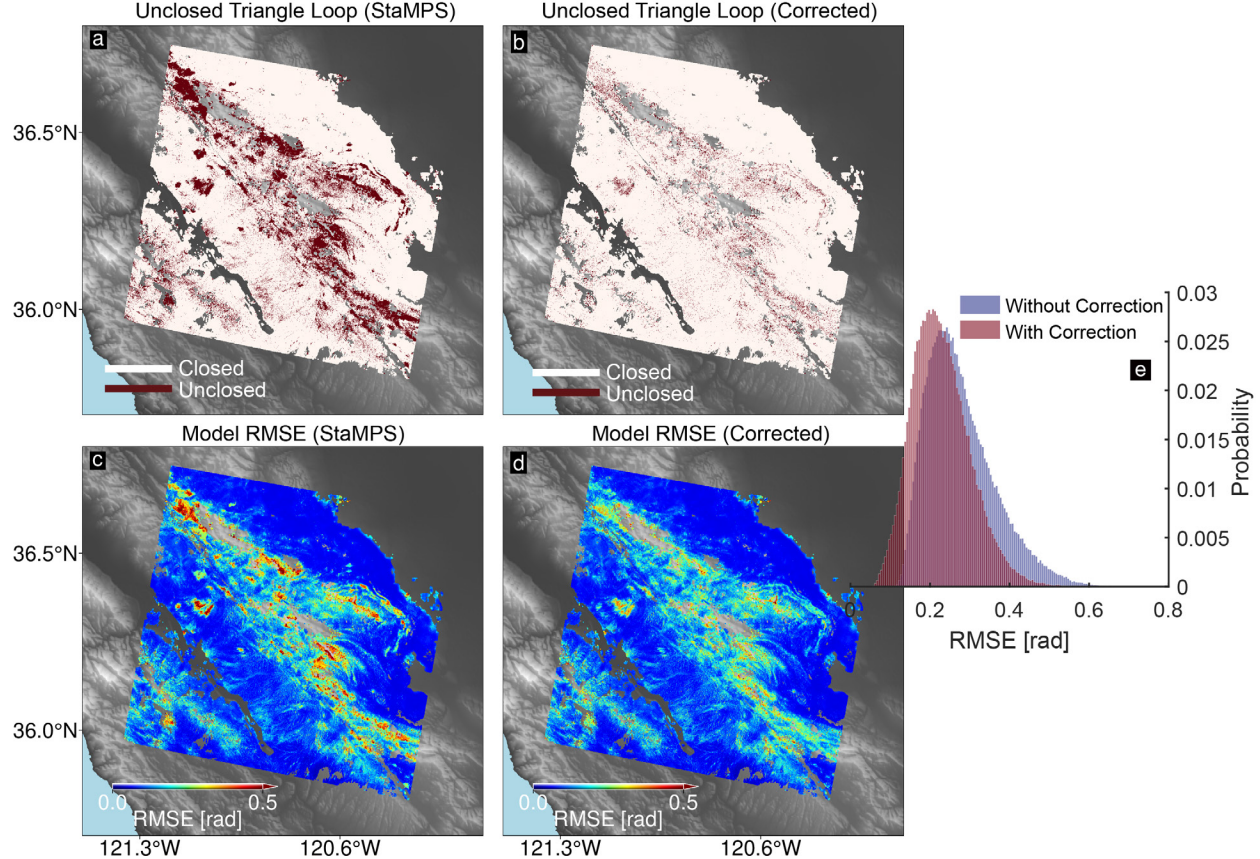 Unclosed Triangle Loop (StaMPS)
Unclosed Triangle Loop (Corrected)
a
b
36.5°N
36.0°N
Closed
Unclosed
Closed
Unclosed
Without Correction
With Correction
e
0.03
0.025
0.02
0.015
0.01
0.005
0
Probability
0
0.2
0.4
0.6
0.8
RMSE [rad]
Model RMSE (StaMPS)
Model RMSE (Corrected)
c
d
36.5°N
36.0°N
0.0
0.5
RMSE [rad]
0.0
0.5
RMSE [rad]
121.3°W
120.6°W
121.3°W
120.6°W